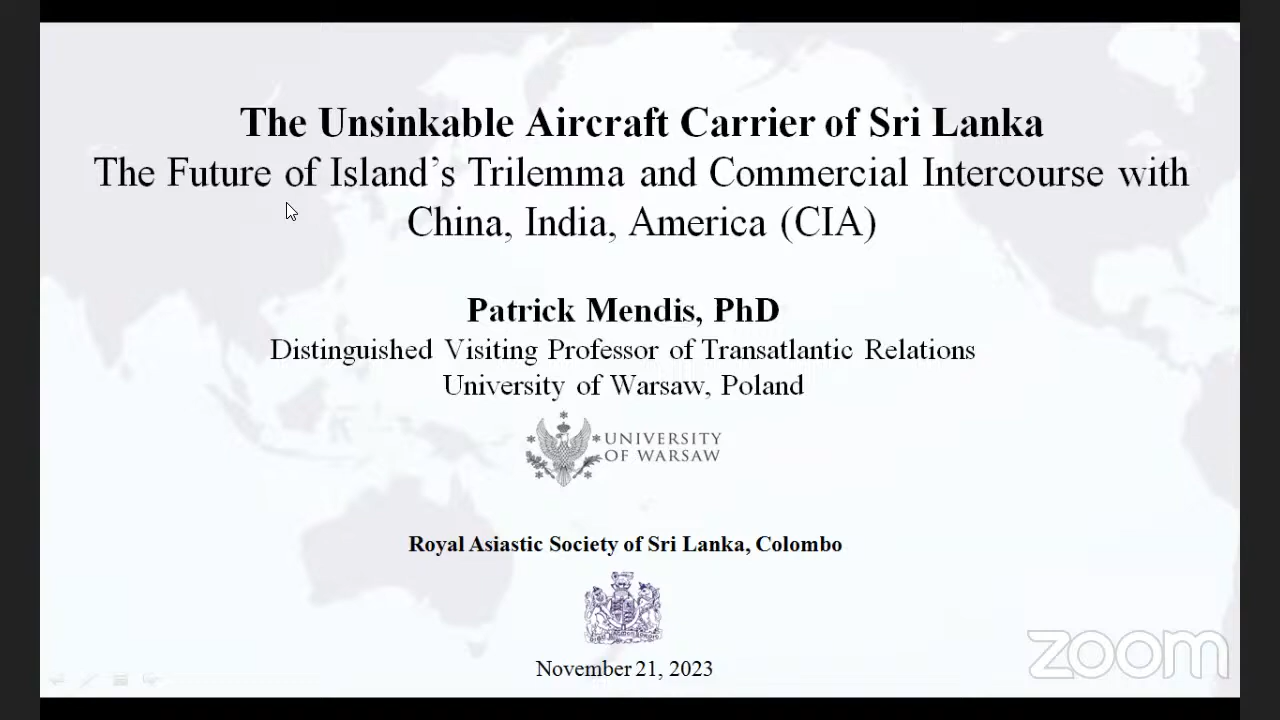 The Unsinkable Aircraft Carrier of Sri Lanka
The Future of Island’s Trilemma and Commercial Intercourse with
China, India, America (CIA)
Patrick Mendis, PhD
Distinguished Visiting Professor of Transatlantic Relations
University of Warsaw, Poland
UNIVERSITY
OF WARSAW
Royal Asiastic Society of Sri Lanka, Colombo
November 21, 2023
zoom